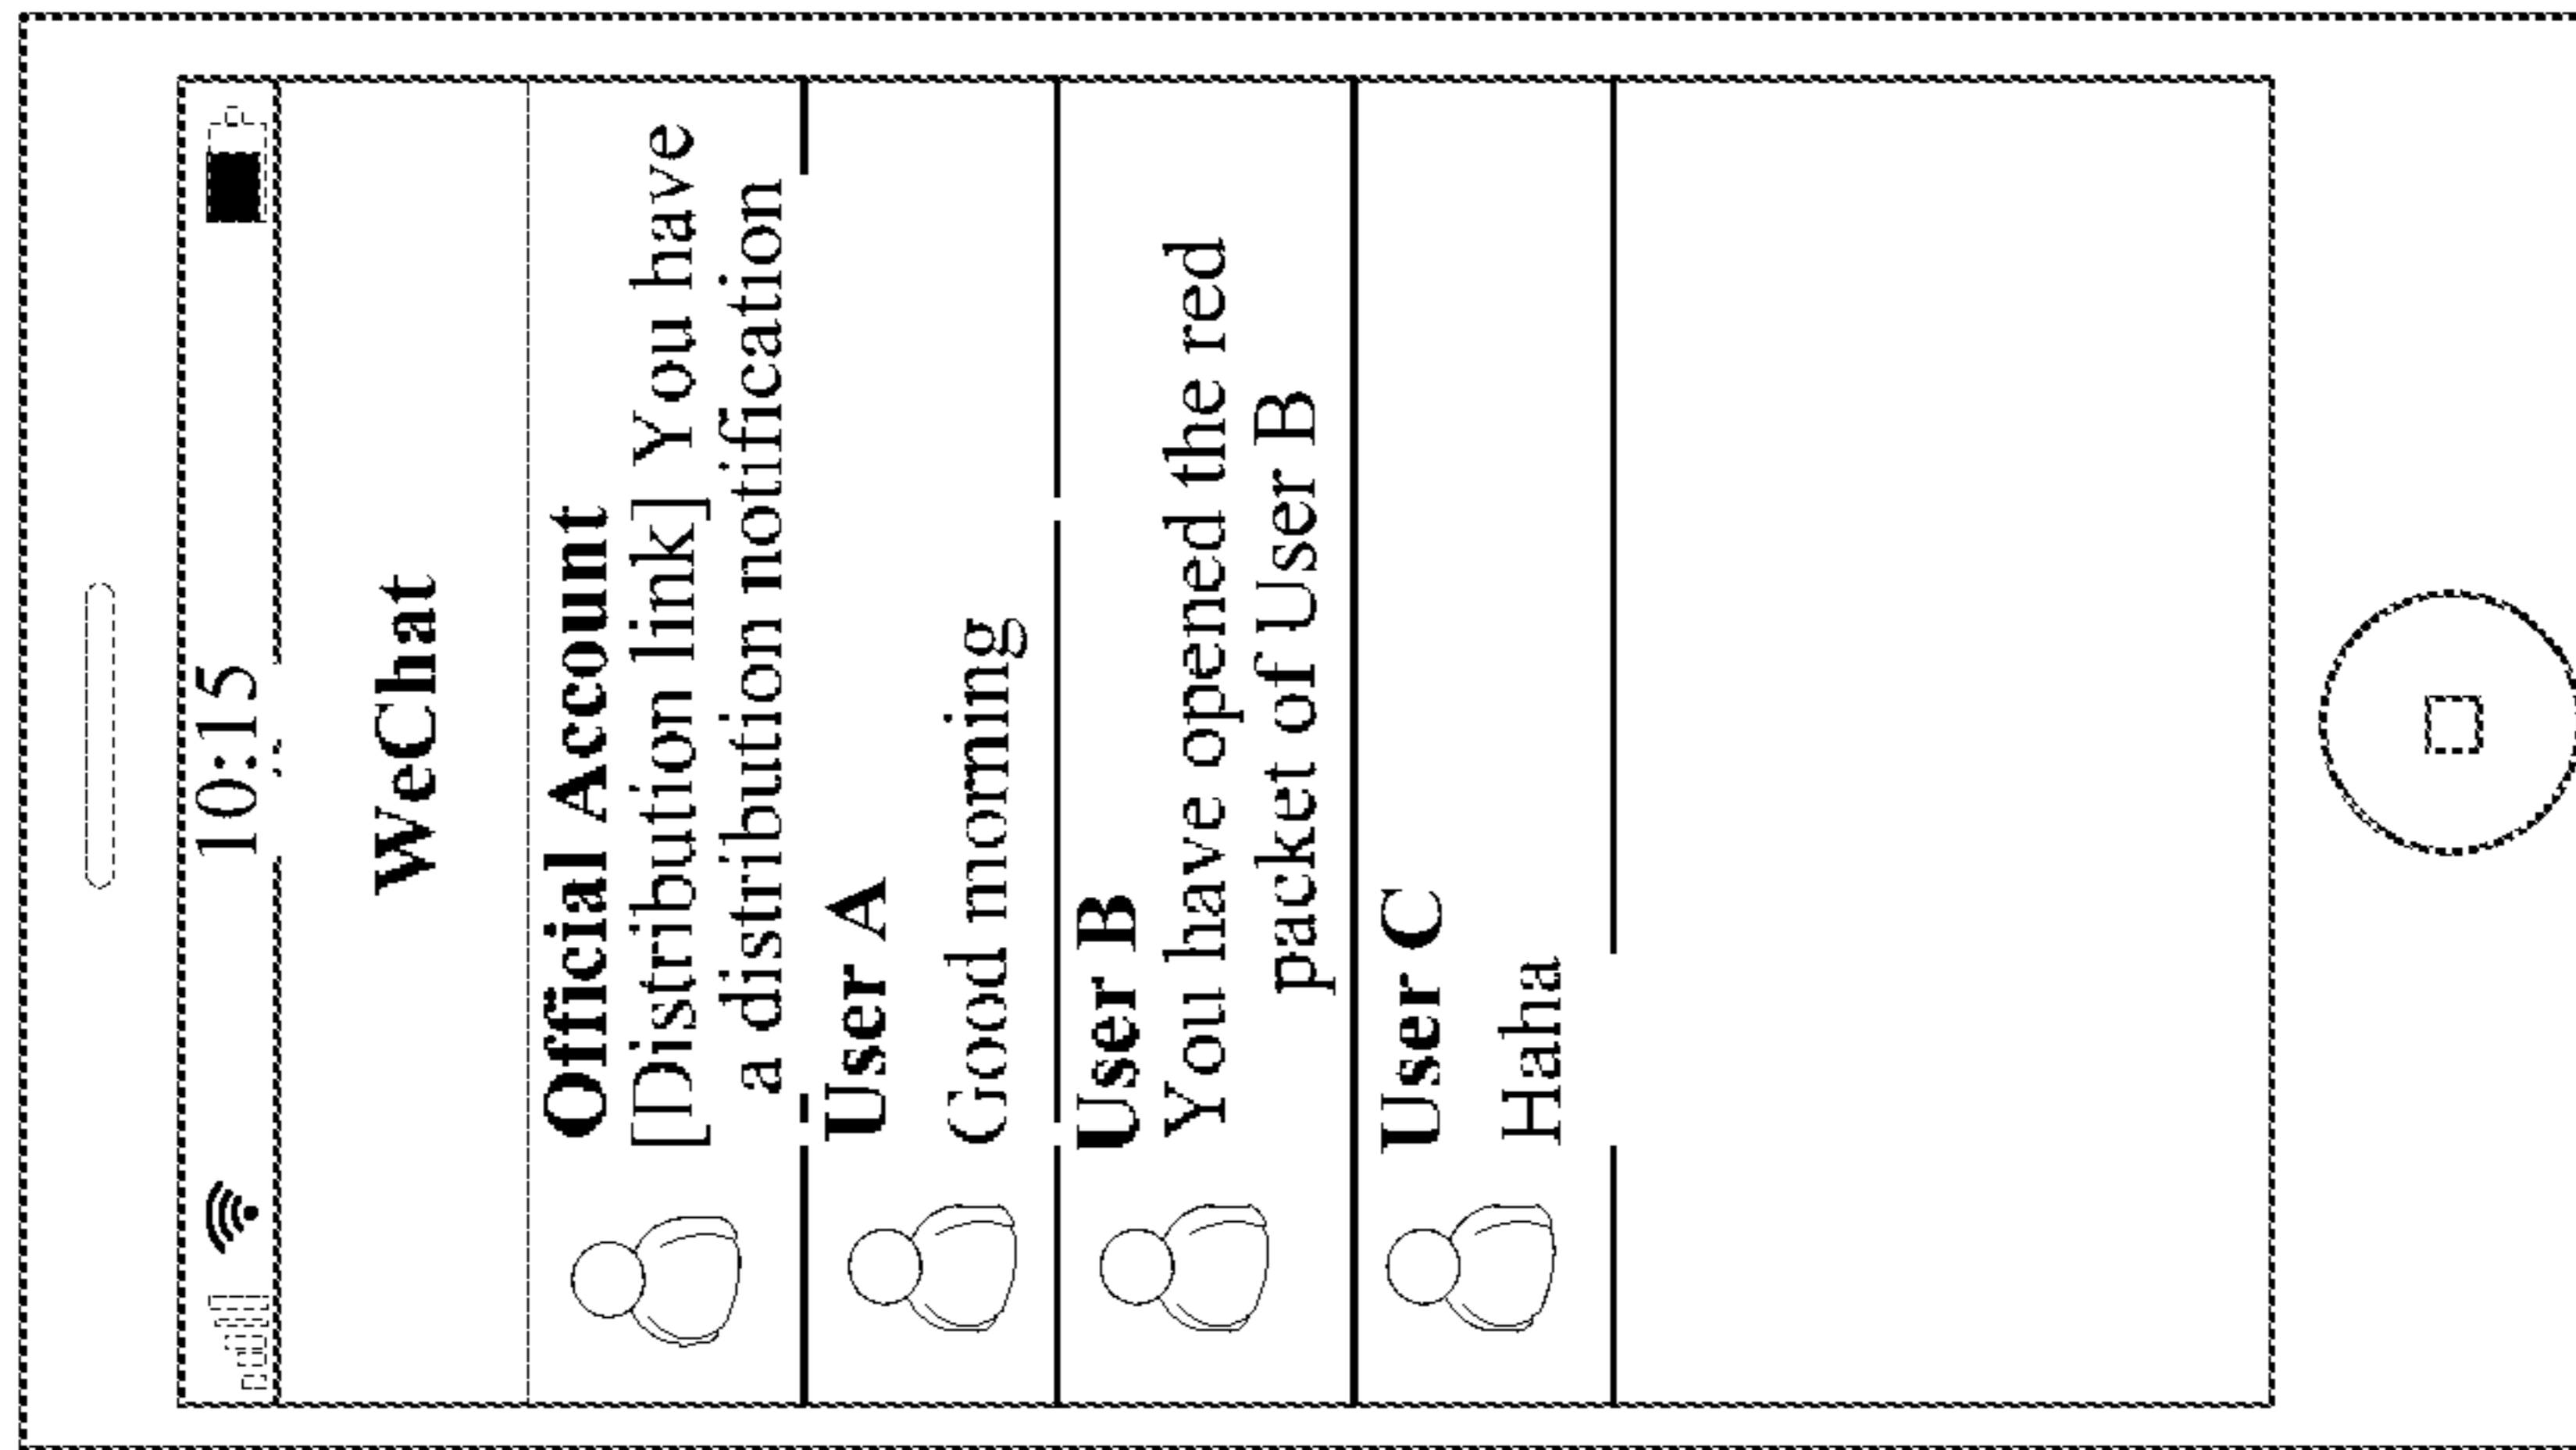 10:15
WeChat
Official Account
[Distribution link] You have
a distribution notification
User A
Good morning
User B
You have opened the red
packet of User B
User C
Haha